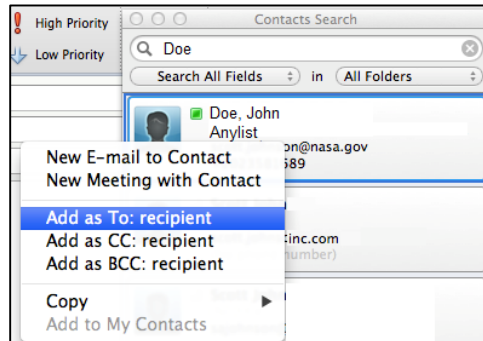 High Priority
Low Priority
Contacts Search
Doe
Search All Fields in All Folders
Doe, John
Anylist
on@nasa.gov
589
New E-mail to Contact
New Meeting with Contact
Add as To: recipient
Add as CC: recipient
Add as BCC: recipient
Copy
Add to My Contacts
inc.com
number)